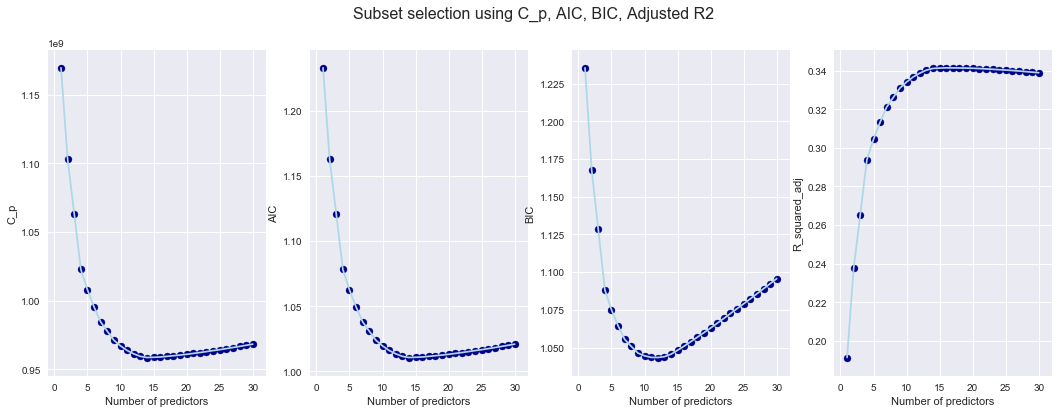 Subset selection using C_p, AIC, BIC, Adjusted R2
1e9
C_p
1.15
1.10
1.05
1.00
0.95
0 5 10 15 20 25 30
Number of predictors
AIC
1.20
1.15
1.10
1.05
1.00
0 5 10 15 20 25 30
Number of predictors
BIC
1.225
1.200
1.175
1.150
1.125
1.100
1.075
1.050
0 5 10 15 20 25 30
Number of predictors
R_squared_adj
0.34
0.32
0.30
0.28
0.26
0.24
0.22
0.20
0 5 10 15 20 25 30
Number of predictors